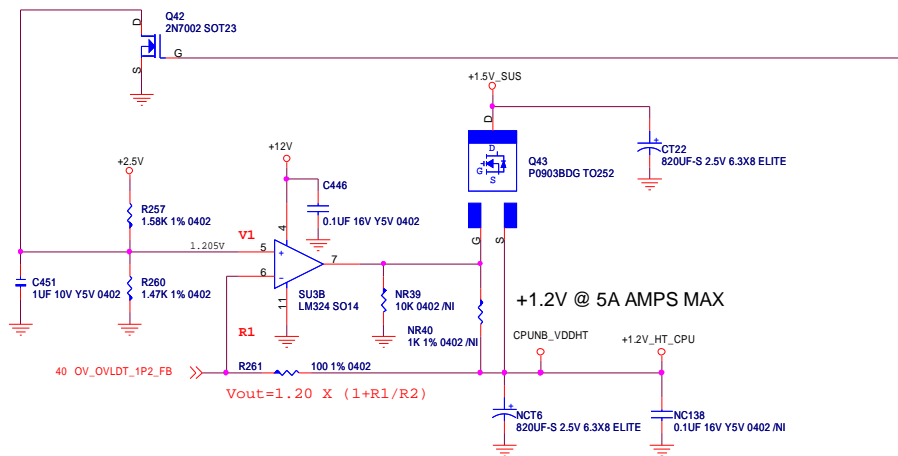 Q42
2N7002 SOT23
D
S
G
+1.5V_SUS
D
D
G
S
Q43
P0903BDG TO252
CT22
820UF-S 2.5V 6.3X8 ELITE
+12V
+2.5V
C446
0.1UF 16V Y5V 0402
R257
1.58K 1% 0402
1.205V
V1
5
6
4
7
11
+
-
SU3B
LM324 SO14
C451
1UF 10V Y5V 0402
R260
1.47K 1% 0402
G
S
NR39
10K 0402 /NI
NR40
1K 1% 0402 /NI
+1.2V @ 5A AMPS MAX
CPUNB_VDDHT
+1.2V_HT_CPU
R1
40 OV_OVLDT_1P2_FB
R261
100 1% 0402
Vout=1.20 X (1+R1/R2)
NCT6
820UF-S 2.5V 6.3X8 ELITE
NC138
0.1UF 16V Y5V 0402 /NI